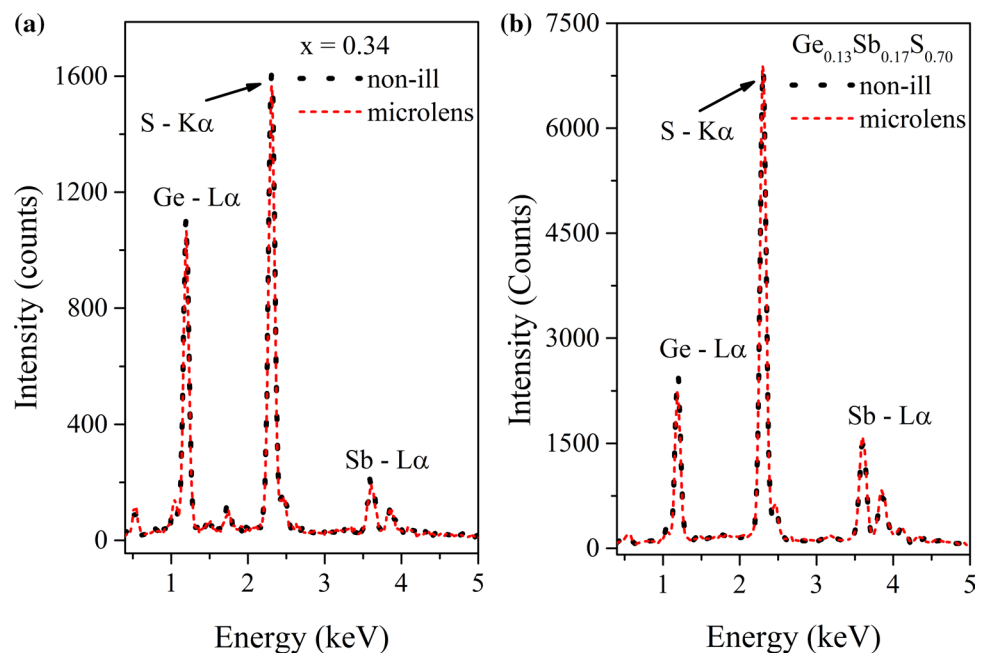 (a)
x = 0.34
non-ill
microlens
S - Kα
Ge - Lα
Sb - Lα
1600
1200
800
400
0
Intensity (counts)
1
2
3
4
5
Energy (keV)
(b)
Ge0.13Sb0.17S0.70
non-ill
microlens
S - Kα
Ge - Lα
Sb - Lα
7500
6000
4500
3000
1500
0
Intensity (Counts)
1
2
3
4
5
Energy (keV)